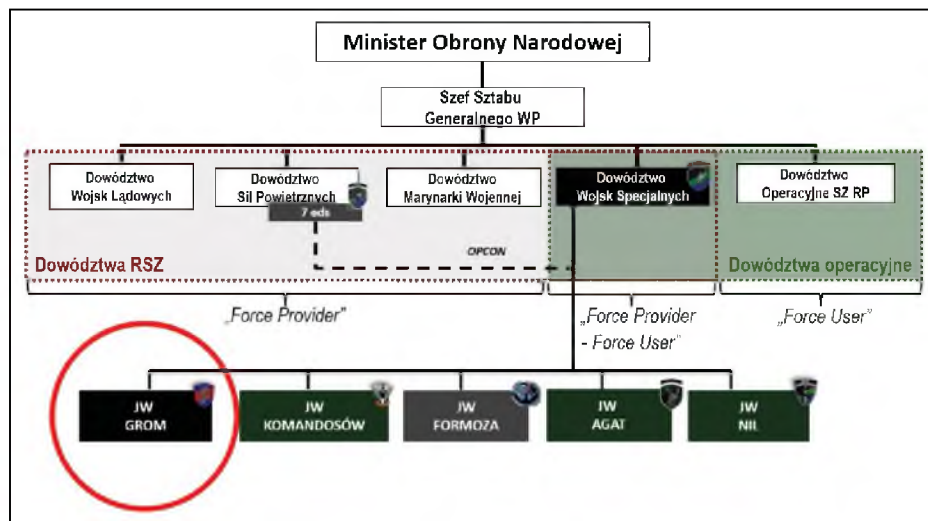 Minister Obrony Narodowej
Szef Sztabu
Generalnego WP
Dowództwo
Wojsk Lądowych
Dowództwo
Sil Powietrznych
7 eds
Dowództwo
Marynarki Wojennej
Dowództwo
Wojsk Specjalnych
Dowództwo
Operacyjne SZ RP
OPCON
Dowództwa RSZ
Dowództwa operacyjne
„Force Provider”
„Force Provider
- Force User”
„Force User”
JW
GROM
JW
KOMANDOSÓW
JW
FORMOZA
JW
AGAT
JW
NIL